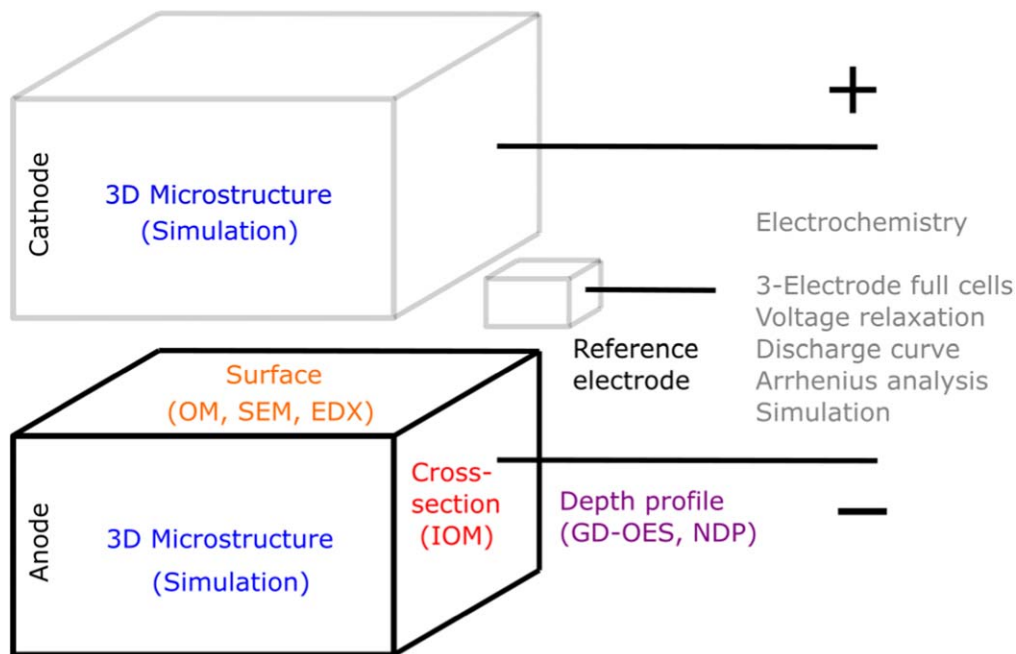 +
Cathode
3D Microstructure
(Simulation)
Electrochemistry
3-Electrode full cells
Voltage relaxation
Discharge curve
Arrhenius analysis
Simulation
Reference
electrode
Surface
(OM, SEM, EDX)
Anode
3D Microstructure
(Simulation)
Cross-
section
(IOM)
Depth profile
(GD-OES, NDP)
−